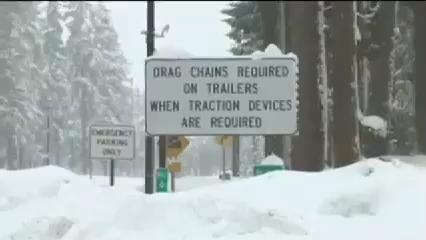 DRAG CHAINS REQUIRED
ON TRAILERS
WHEN TRACTION DEVICES
ARE REQUIRED
EMERGENCY
PARKING
ONLY